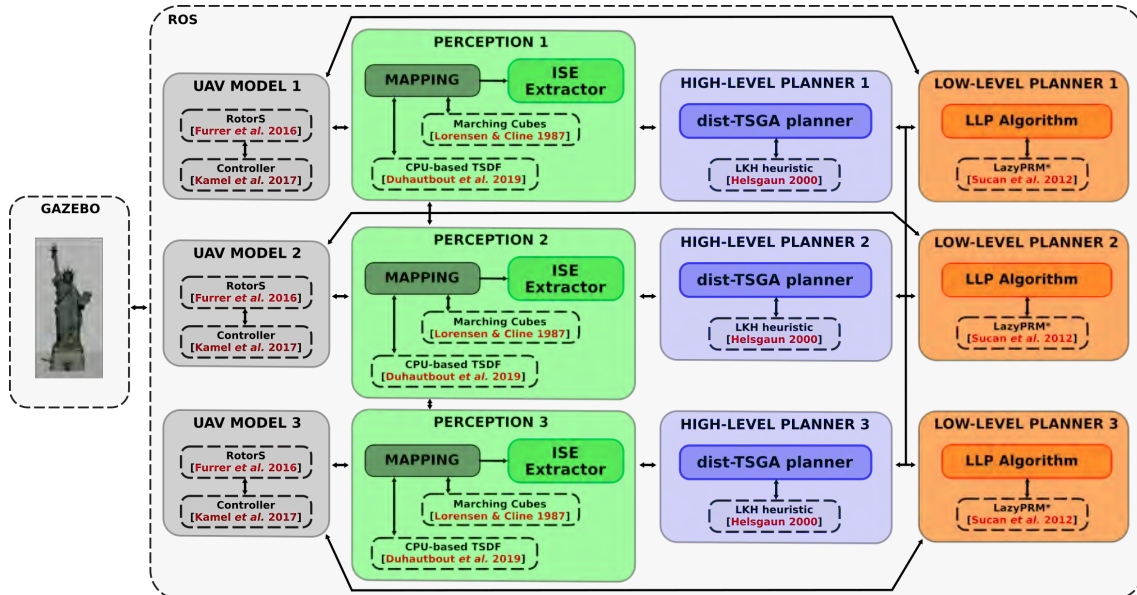 ROS
GAZEBO
UAV MODEL 1
RotorS
[Furrer et al. 2016]
Controller
[Kamel et al. 2017]
PERCEPTION 1
MAPPING
ISE
Extractor
Marching Cubes
[Lorensen & Cline 1987]
CPU-based TSDF
[Duhautbout et al. 2019]
HIGH-LEVEL PLANNER 1
dist-TSGA planner
LKH heuristic
[Helsgaun 2000]
LOW-LEVEL PLANNER 1
LLP Algorithm
LazyPRM*
[Sucan et al. 2012]
UAV MODEL 2
RotorS
[Furrer et al. 2016]
Controller
[Kamel et al. 2017]
PERCEPTION 2
MAPPING
ISE
Extractor
Marching Cubes
[Lorensen & Cline 1987]
CPU-based TSDF
[Duhautbout et al. 2019]
HIGH-LEVEL PLANNER 2
dist-TSGA planner
LKH heuristic
[Helsgaun 2000]
LOW-LEVEL PLANNER 2
LLP Algorithm
LazyPRM*
[Sucan et al. 2012]
UAV MODEL 3
RotorS
[Furrer et al. 2016]
Controller
[Kamel et al. 2017]
PERCEPTION 3
MAPPING
ISE
Extractor
Marching Cubes
[Lorensen & Cline 1987]
CPU-based TSDF
[Duhautbout et al. 2019]
HIGH-LEVEL PLANNER 3
dist-TSGA planner
LKH heuristic
[Helsgaun 2000]
LOW-LEVEL PLANNER 3
LLP Algorithm
LazyPRM*
[Sucan et al. 2012]